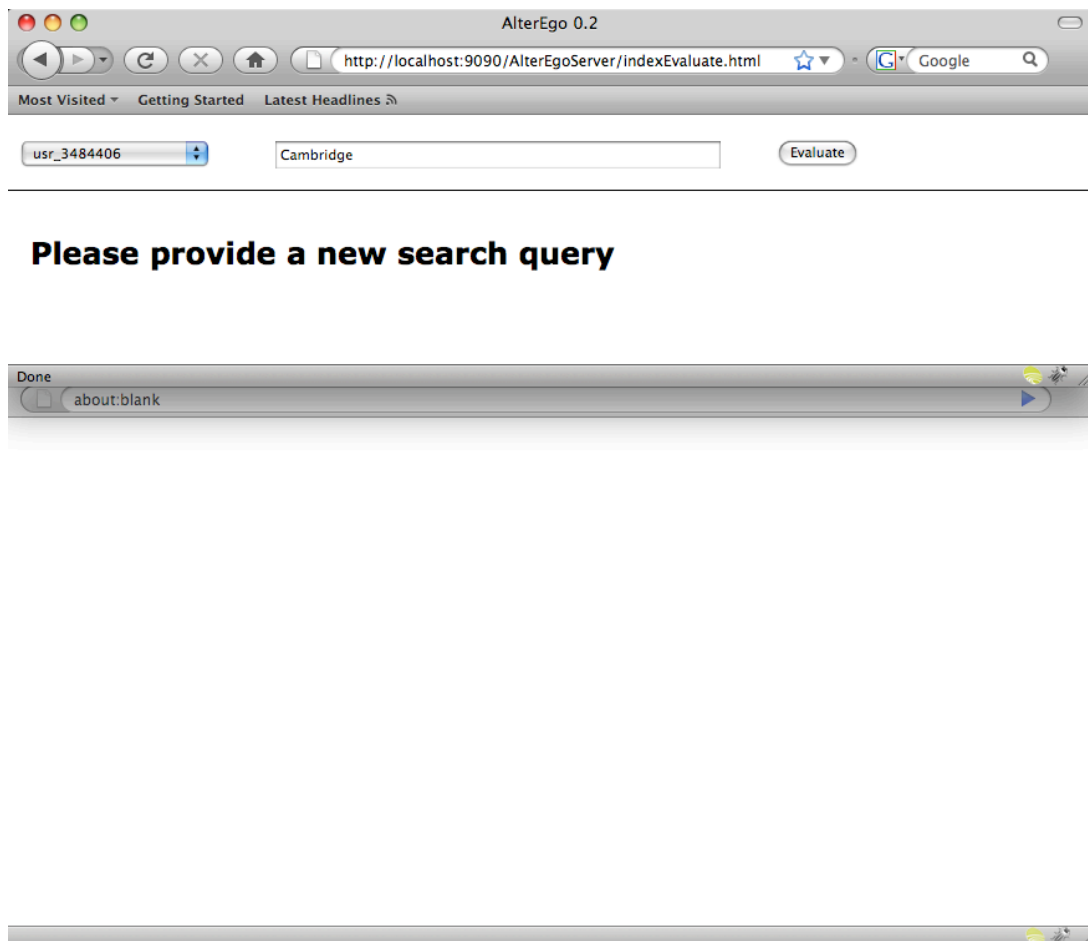 AlterEgo 0.2
http://localhost:9090/AlterEgoServer/indexEvaluate.html Google
Most Visited Getting Started Latest Headlines
usr_3484406 Cambridge Evaluate
Please provide a new search query
Done
about:blank